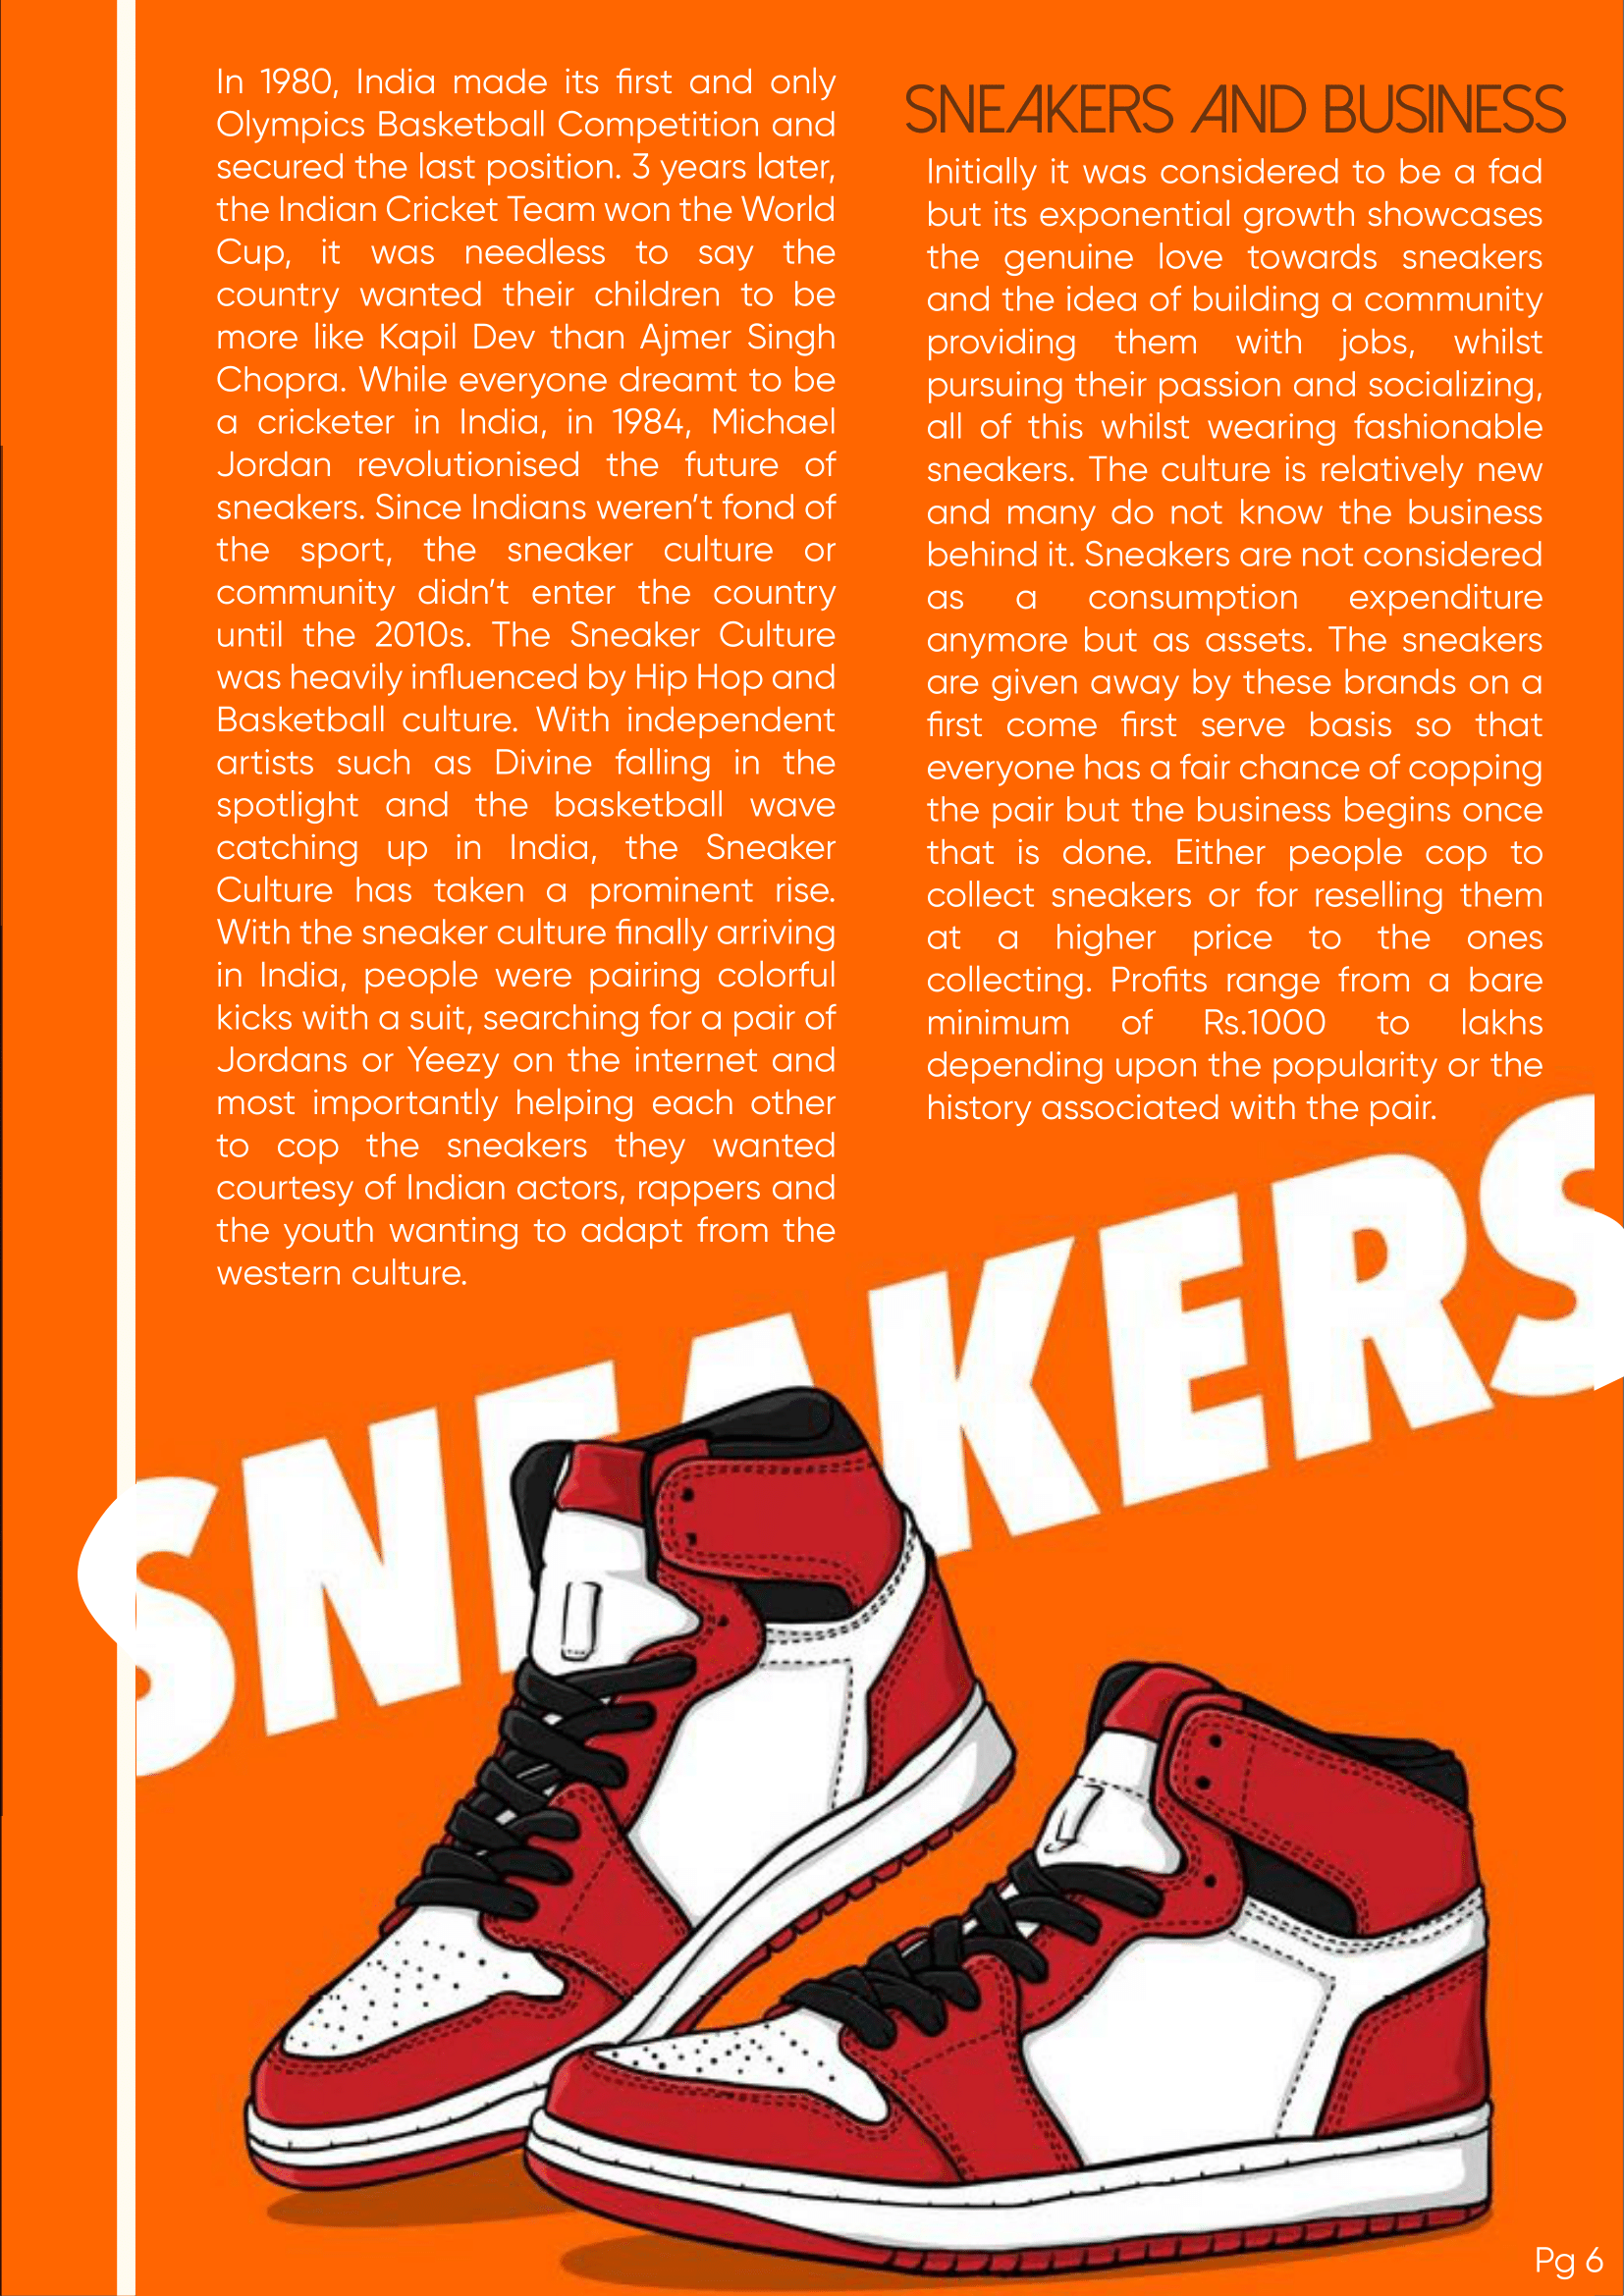 In 1980, India made its first and only
Olympics Basketball Competition and
secured the last position. 3 years later,
the Indian Cricket Team won the World
Cup, it was needless to say the
country wanted their children to be
more like Kapil Dev than Ajmer Singh
Chopra. While everyone dreamt to be
a cricketer in India, in 1984, Michael
Jordan revolutionised the future of
sneakers. Since Indians weren't fond of
the sport, the sneaker culture or
community didn't enter the country
until the 2010s. The Sneaker Culture
was heavily influenced by Hip Hop and
Basketball culture. With independent
artists such as Divine falling in the
spotlight and the basketball wave
catching up in India, the Sneaker
Culture has taken a prominent rise.
With the sneaker culture finally arriving
in India, people were pairing colorful
kicks with a suit, searching for a pair of
Jordans or Yeezy on the internet and
most importantly helping each other
to cop the sneakers they wanted
courtesy of Indian actors, rappers and
the youth wanting to adapt from the
western culture.
SNEAKERS AND BUSINESS
Initially it was considered to be a fad
but its exponential growth showcases
the genuine love towards sneakers
and the idea of building a community
providing them with jobs, whilst
pursuing their passion and socializing,
all of this whilst wearing fashionable
sneakers. The culture is relatively new
and many do not know the business
behind it. Sneakers are not considered
as a consumption expenditure
anymore but as assets. The sneakers
are given away by these brands on a
first come first serve basis so that
everyone has a fair chance of copping
the pair but the business begins once
that is done. Either people cop to
collect sneakers or for reselling them
at a higher price to the ones
collecting. Profits range from a bare
minimum of Rs.1000 to lakhs
depending upon the popularity or the
history associated with the pair.
SNEAKERS
Pg 6